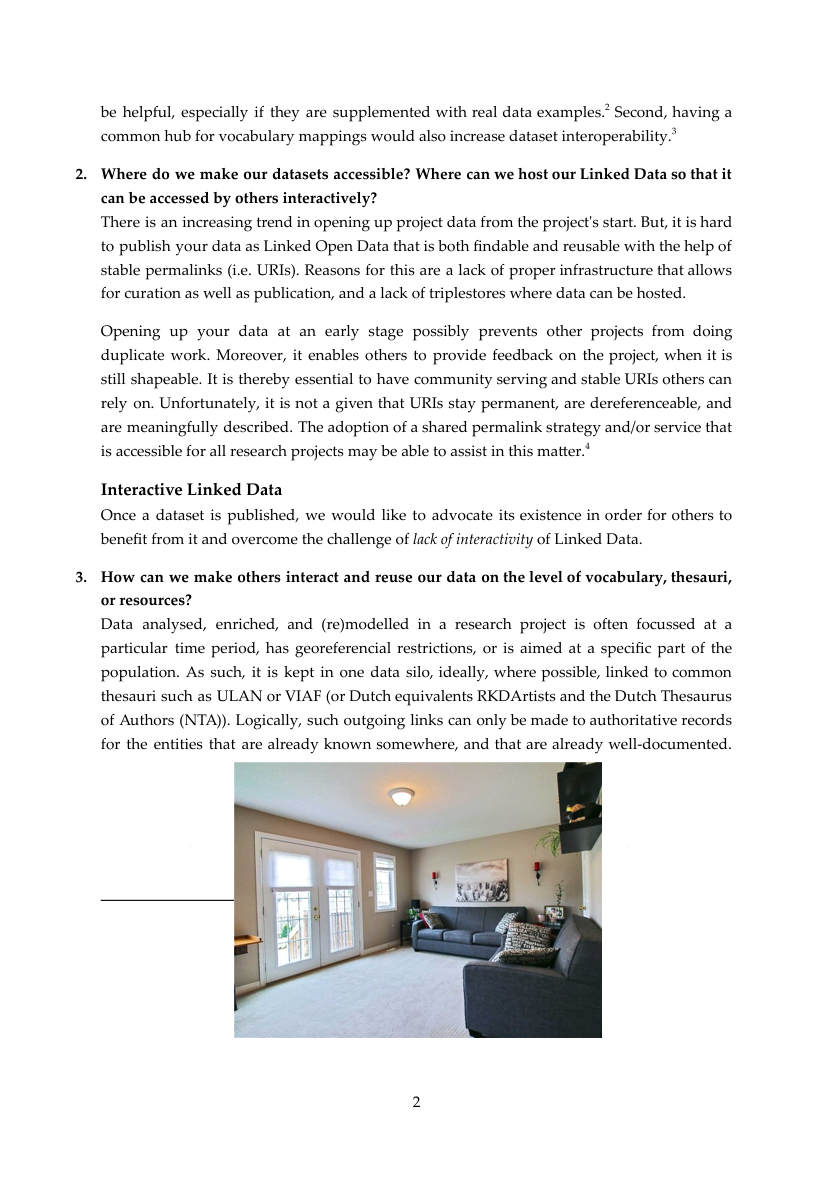 be helpful, especially if they are supplemented with real data examples.2 Second, having a
common hub for vocabulary mappings would also increase dataset interoperability.3
2. Where do we make our datasets accessible? Where can we host our Linked Data so that it
can be accessed by others interactively?
There is an increasing trend in opening up project data from the project's start. But, it is hard
to publish your data as Linked Open Data that is both findable and reusable with the help of
stable permalinks (i.e. URIs). Reasons for this are a lack of proper infrastructure that allows
for curation as well as publication, and a lack of triplestores where data can be hosted.
Opening up your data at an early stage possibly prevents other projects from doing
duplicate work. Moreover, it enables others to provide feedback on the project, when it is
still shapeable. It is thereby essential to have community serving and stable URIs others can
rely on. Unfortunately, it is not a given that URIs stay permanent, are dereferenceable, and
are meaningfully described. The adoption of a shared permalink strategy and/or service that
is accessible for all research projects may be able to assist in this matter.4
Interactive Linked Data
Once a dataset is published, we would like to advocate its existence in order for others to
benefit from it and overcome the challenge of lack of interactivity of Linked Data.
3. How can we make others interact and reuse our data on the level of vocabulary, thesauri,
or resources?
Data analysed, enriched, and (re)modelled in a research project is often focussed at a
particular time period, has georeferencial restrictions, or is aimed at a specific part of the
population. As such, it is kept in one data silo, ideally, where possible, linked to common
thesauri such as ULAN or VIAF (or Dutch equivalents RKDArtists and the Dutch Thesaurus
of Authors (NTA)). Logically, such outgoing links can only be made to authoritative records
for the entities that are already known somewhere, and that are already well-documented.
2